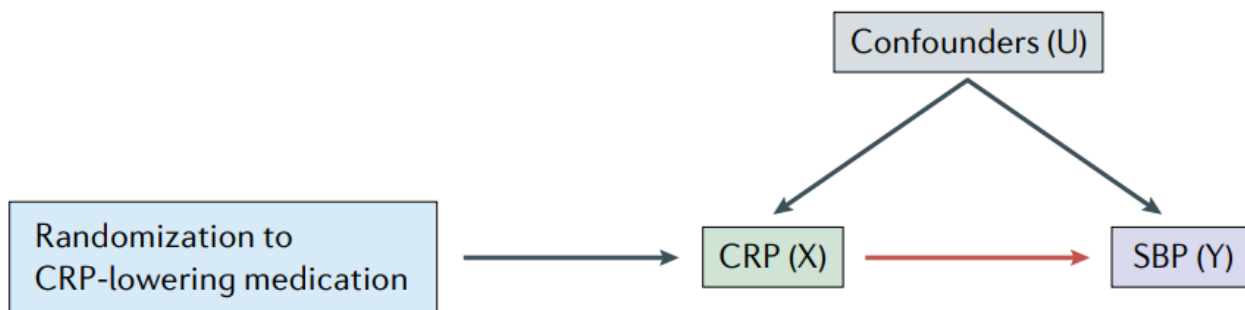 Confounders (U)
Randomization to
CRP-lowering medication
CRP (X)
SBP (Y)